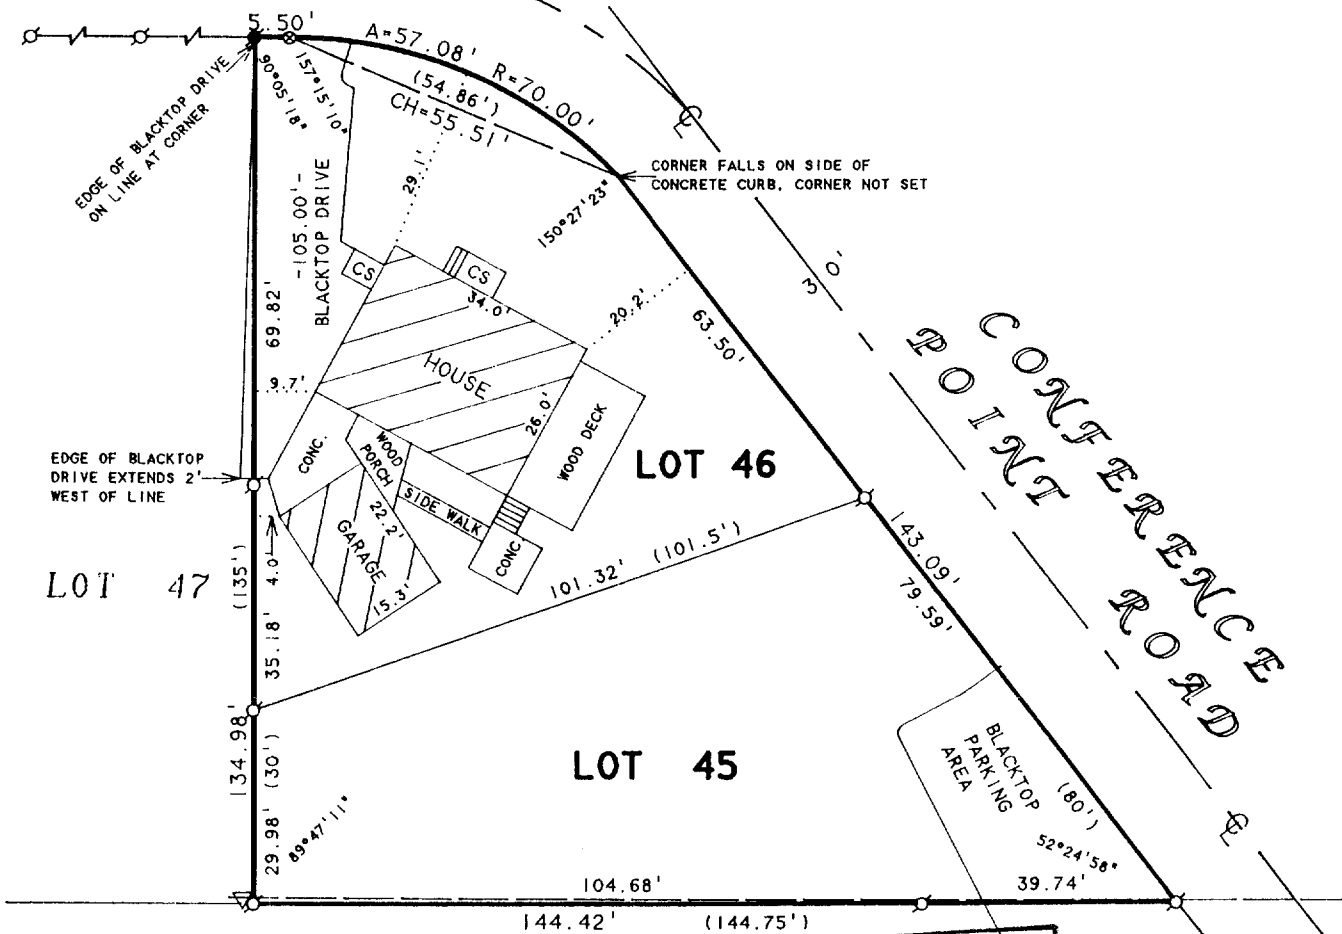 5.50'
A=57.08' R=70.00'
(54.86')
CH=55.51'
90°05'18"
157°15'10"
EDGE OF BLACKTOP DRIVE
ON LINE AT CORNER
-105.00'-
BLACKTOP DRIVE
29.1'
CORNER FALLS ON SIDE OF
CONCRETE CURB, CORNER NOT SET
150°27'23"
℄
30'
CS
CS
34.0'
20.2'
63.50'
69.82'
HOUSE
9.7'
26.0'
CONFERENCE
POINT ROAD
CONC.
WOOD
PORCH
WOOD DECK
LOT 46
EDGE OF BLACKTOP
DRIVE EXTENDS 2'
WEST OF LINE
SIDE WALK
22.2'
GARAGE
15.3'
CONC.
LOT 47
(135')
4.0'
35.18'
101.32' (101.5')
143.09'
79.59'
134.98'
(30')
29.98'
89°47'11"
LOT 45
BLACKTOP
PARKING
AREA
(80')
52°24'58"
℄
104.68'
39.74'
144.42' (144.75')